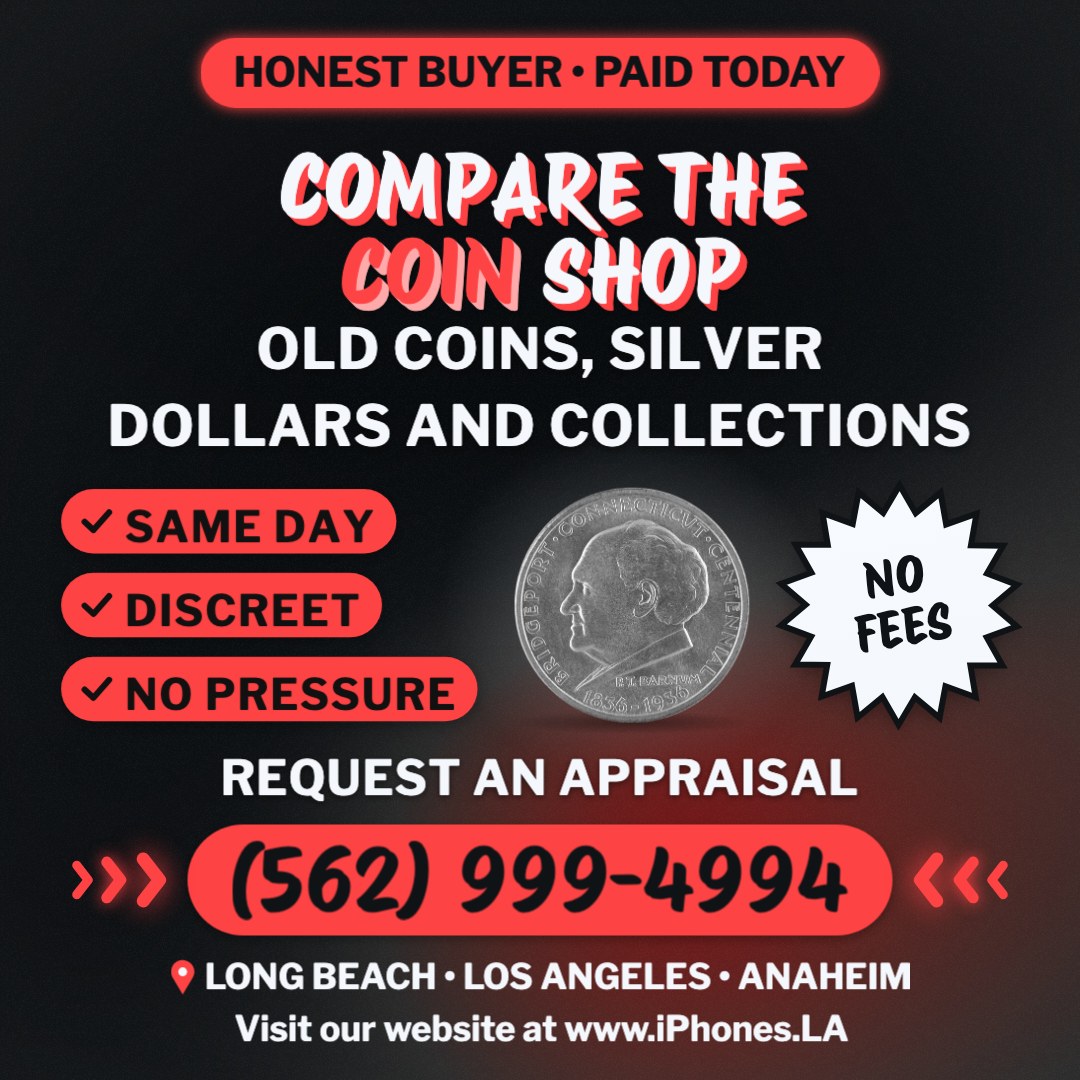 HONEST BUYER • PAID TODAY
COMPARE THE
COIN SHOP
OLD COINS, SILVER
DOLLARS AND COLLECTIONS
✓ SAME DAY
✓ DISCREET
✓ NO PRESSURE
BRIDGEPORT · CONNECTICUT · CENTENNIAL
P.T. BARNUM
1836 - 1936
NO
FEES
REQUEST AN APPRAISAL
(562) 999-4994
LONG BEACH • LOS ANGELES • ANAHEIM
Visit our website at www.iPhones.LA